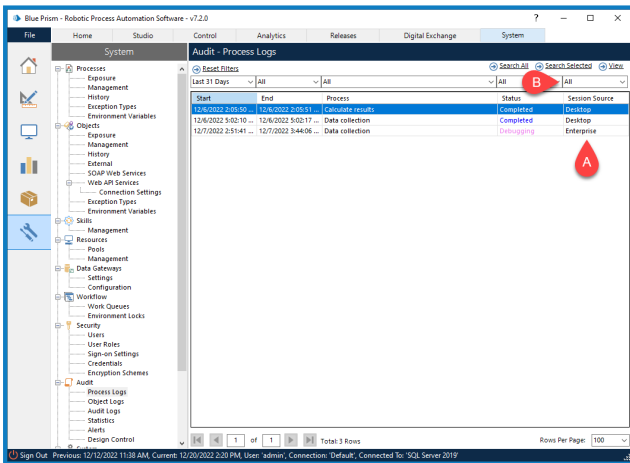 Blue Prism - Robotic Process Automation Software - v7.2.0
File Home Studio Control Analytics Releases Digital Exchange System
System
Audit - Process Logs
Processes
Exposure
Management
History
Exception Types
Environment Variables
Objects
Exposure
Management
History
External
SOAP Web Services
Web API Services
Connection Settings
Exception Types
Environment Variables
Skills
Management
Resources
Pools
Management
Data Gateways
Settings
Configuration
Workflow
Work Queues
Environment Locks
Security
Users
User Roles
Sign-on Settings
Credentials
Encryption Schemes
Audit
Process Logs
Object Logs
Audit Logs
Statistics
Alerts
Design Control
Reset Filters Search All Search Selected View
Last 31 Days All All All All
B
Start End Process Status Session Source
12/6/2022 2:05:50 ... 12/6/2022 2:05:51 ... Calculate results Completed Desktop
12/6/2022 5:02:10 ... 12/6/2022 5:02:17 ... Data collection Completed Desktop
12/7/2022 2:51:41 ... 12/7/2022 3:44:06 ... Data collection Debugging Enterprise
A
1 of 1 Total: 3 Rows Rows Per Page: 100
Sign Out Previous: 12/12/2022 11:38 AM, Current: 12/20/2022 2:20 PM, User: 'admin', Connection: 'Default', Connected To: 'SQL Server 2019'